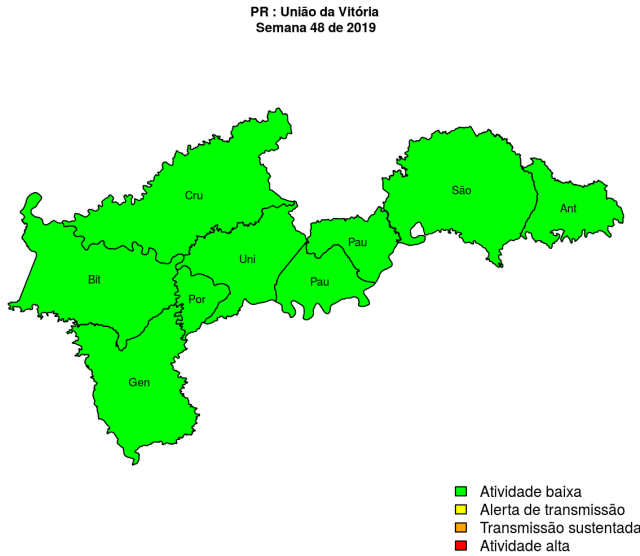 PR : União da Vitória
Semana 48 de 2019
Cru
São
Ant
Uni
Pau
Bit
Pau
Por
Gen
Atividade baixa
Alerta de transmissão
Transmissão sustentada
Atividade alta